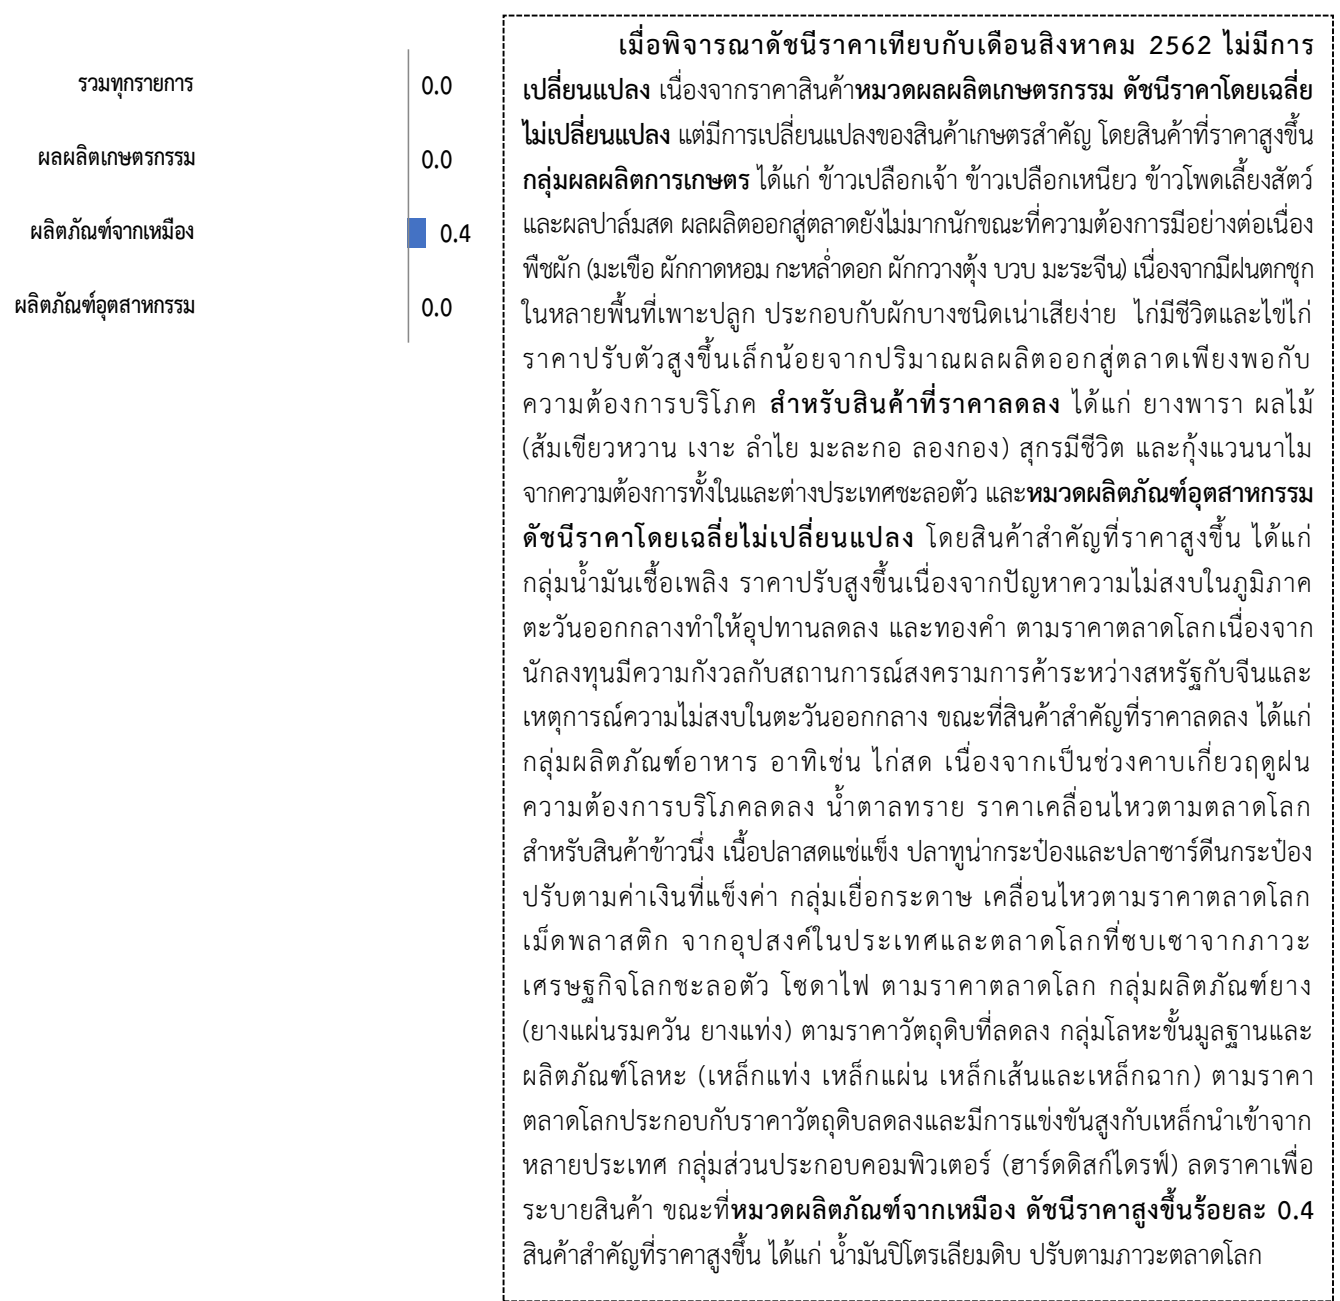 รวมทุกรายการ 0.0
ผลผลิตเกษตรกรรม 0.0
ผลิตภัณฑ์จากเหมือง 0.4
ผลิตภัณฑ์อุตสาหกรรม 0.0
เมื่อพิจารณาดัชนีราคาเทียบกับเดือนสิงหาคม 2562 ไม่มีการ
เปลี่ยนแปลง เนื่องจากราคาสินค้าหมวดผลผลิตเกษตรกรรม ดัชนีราคาโดยเฉลี่ย
ไม่เปลี่ยนแปลง แต่มีการเปลี่ยนแปลงของสินค้าเกษตรสำคัญ โดยสินค้าที่ราคาสูงขึ้น
กลุ่มผลผลิตการเกษตร ได้แก่ ข้าวเปลือกเจ้า ข้าวเปลือกเหนียว ข้าวโพดเลี้ยงสัตว์
และผลปาล์มสด ผลผลิตออกสู่ตลาดยังไม่มากนักขณะที่ความต้องการมีอย่างต่อเนื่อง
พืชผัก (มะเขือ ผักกาดหอม กะหล่ำดอก ผักกวางตุ้ง บวบ มะระจีน) เนื่องจากมีฝนตกชุก
ในหลายพื้นที่เพาะปลูก ประกอบกับผักบางชนิดเน่าเสียง่าย ไก่มีชีวิตและไข่ไก่
ราคาปรับตัวสูงขึ้นเล็กน้อยจากปริมาณผลผลิตออกสู่ตลาดเพียงพอกับ
ความต้องการบริโภค สำหรับสินค้าที่ราคาลดลง ได้แก่ ยางพารา ผลไม้
(ส้มเขียวหวาน เงาะ ลำไย มะละกอ ลองกอง) สุกรมีชีวิต และกุ้งแวนนาไม
จากความต้องการทั้งในและต่างประเทศชะลอตัว และหมวดผลิตภัณฑ์อุตสาหกรรม
ดัชนีราคาโดยเฉลี่ยไม่เปลี่ยนแปลง โดยสินค้าสำคัญที่ราคาสูงขึ้น ได้แก่
กลุ่มน้ำมันเชื้อเพลิง ราคาปรับสูงขึ้นเนื่องจากปัญหาความไม่สงบในภูมิภาค
ตะวันออกกลางทำให้อุปทานลดลง และทองคำ ตามราคาตลาดโลกเนื่องจาก
นักลงทุนมีความกังวลกับสถานการณ์สงครามการค้าระหว่างสหรัฐกับจีนและ
เหตุการณ์ความไม่สงบในตะวันออกกลาง ขณะที่สินค้าสำคัญที่ราคาลดลง ได้แก่
กลุ่มผลิตภัณฑ์อาหาร อาทิเช่น ไก่สด เนื่องจากเป็นช่วงคาบเกี่ยวฤดูฝน
ความต้องการบริโภคลดลง น้ำตาลทราย ราคาเคลื่อนไหวตามตลาดโลก
สำหรับสินค้าข้าวนึ่ง เนื้อปลาสดแช่แข็ง ปลาทูน่ากระป๋องและปลาซาร์ดีนกระป๋อง
ปรับตามค่าเงินที่แข็งค่า กลุ่มเยื่อกระดาษ เคลื่อนไหวตามราคาตลาดโลก
เม็ดพลาสติก จากอุปสงค์ในประเทศและตลาดโลกที่ซบเซาจากภาวะ
เศรษฐกิจโลกชะลอตัว โซดาไฟ ตามราคาตลาดโลก กลุ่มผลิตภัณฑ์ยาง
(ยางแผ่นรมควัน ยางแท่ง) ตามราคาวัตถุดิบที่ลดลง กลุ่มโลหะขั้นมูลฐานและ
ผลิตภัณฑ์โลหะ (เหล็กแท่ง เหล็กแผ่น เหล็กเส้นและเหล็กฉาก) ตามราคา
ตลาดโลกประกอบกับราคาวัตถุดิบลดลงและมีการแข่งขันสูงกับเหล็กนำเข้าจาก
หลายประเทศ กลุ่มส่วนประกอบคอมพิวเตอร์ (ฮาร์ดดิสก์ไดรฟ์) ลดราคาเพื่อ
ระบายสินค้า ขณะที่หมวดผลิตภัณฑ์จากเหมือง ดัชนีราคาสูงขึ้นร้อยละ 0.4
สินค้าสำคัญที่ราคาสูงขึ้น ได้แก่ น้ำมันปิโตรเลียมดิบ ปรับตามภาวะตลาดโลก